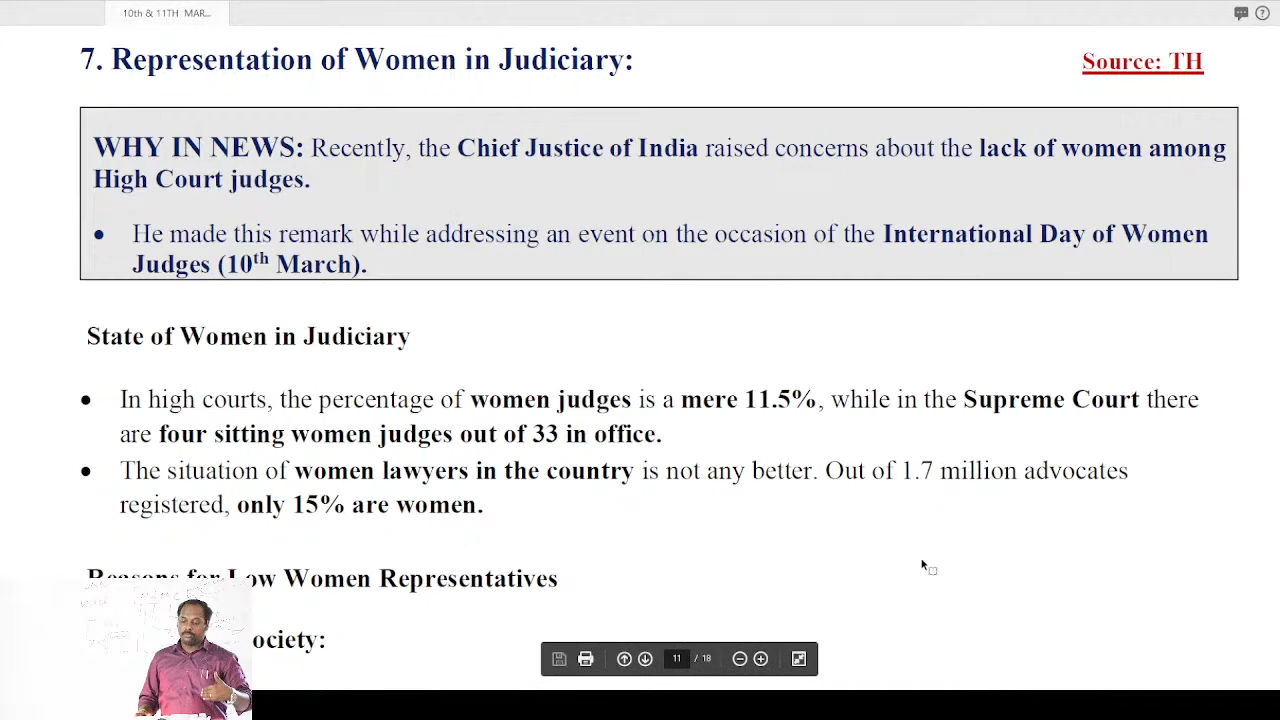 10th & 11TH MAR...
7. Representation of Women in Judiciary:
Source: TH
WHY IN NEWS: Recently, the Chief Justice of India raised concerns about the lack of women among
High Court judges.
• He made this remark while addressing an event on the occasion of the International Day of Women
Judges (10th March).
State of Women in Judiciary
• In high courts, the percentage of women judges is a mere 11.5%, while in the Supreme Court there
are four sitting women judges out of 33 in office.
• The situation of women lawyers in the country is not any better. Out of 1.7 million advocates
registered, only 15% are women.
Reasons for Low Women Representatives
ociety:
11 / 18